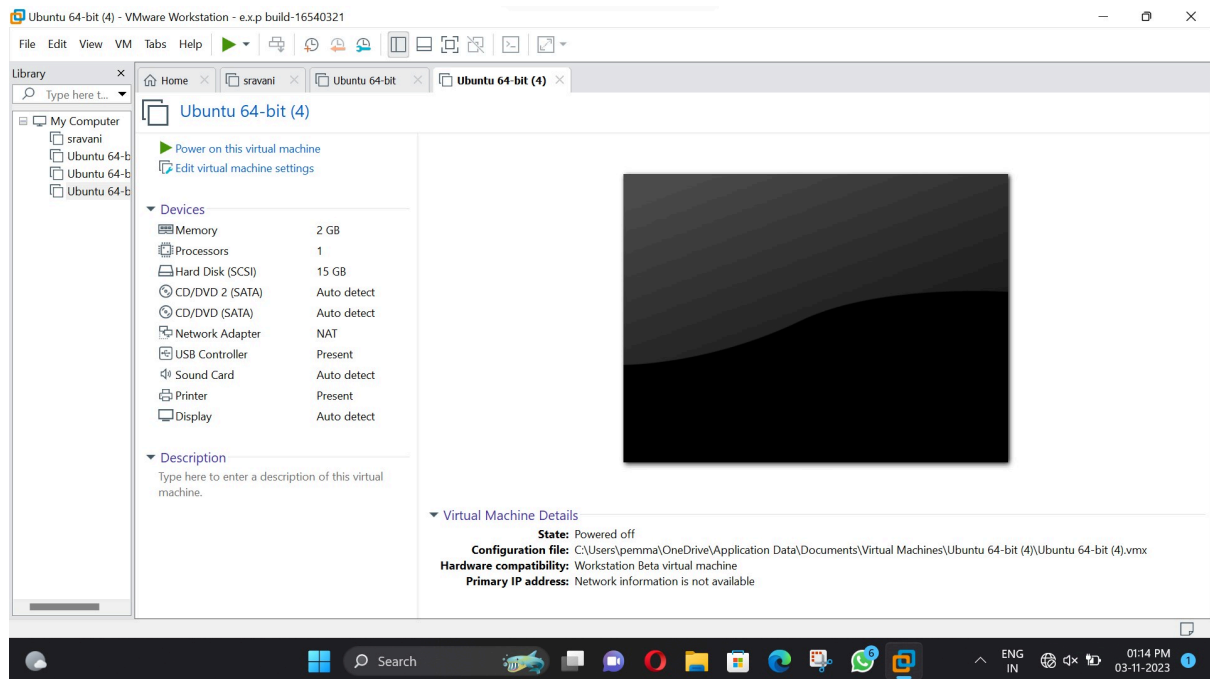 Ubuntu 64-bit (4) - VMware Workstation - e.x.p build-16540321
File Edit View VM Tabs Help
Library
Type here t...
My Computer
sravani
Ubuntu 64-b
Ubuntu 64-b
Ubuntu 64-b
Home
sravani
Ubuntu 64-bit
Ubuntu 64-bit (4)
Ubuntu 64-bit (4)
Power on this virtual machine
Edit virtual machine settings
Devices
Memory 2 GB
Processors 1
Hard Disk (SCSI) 15 GB
CD/DVD 2 (SATA) Auto detect
CD/DVD (SATA) Auto detect
Network Adapter NAT
USB Controller Present
Sound Card Auto detect
Printer Present
Display Auto detect
Description
Type here to enter a description of this virtual
machine.
Virtual Machine Details
State: Powered off
Configuration file: C:\Users\pemma\OneDrive\Application Data\Documents\Virtual Machines\Ubuntu 64-bit (4)\Ubuntu 64-bit (4).vmx
Hardware compatibility: Workstation Beta virtual machine
Primary IP address: Network information is not available
Search
6
ENG
IN
01:14 PM
03-11-2023
1